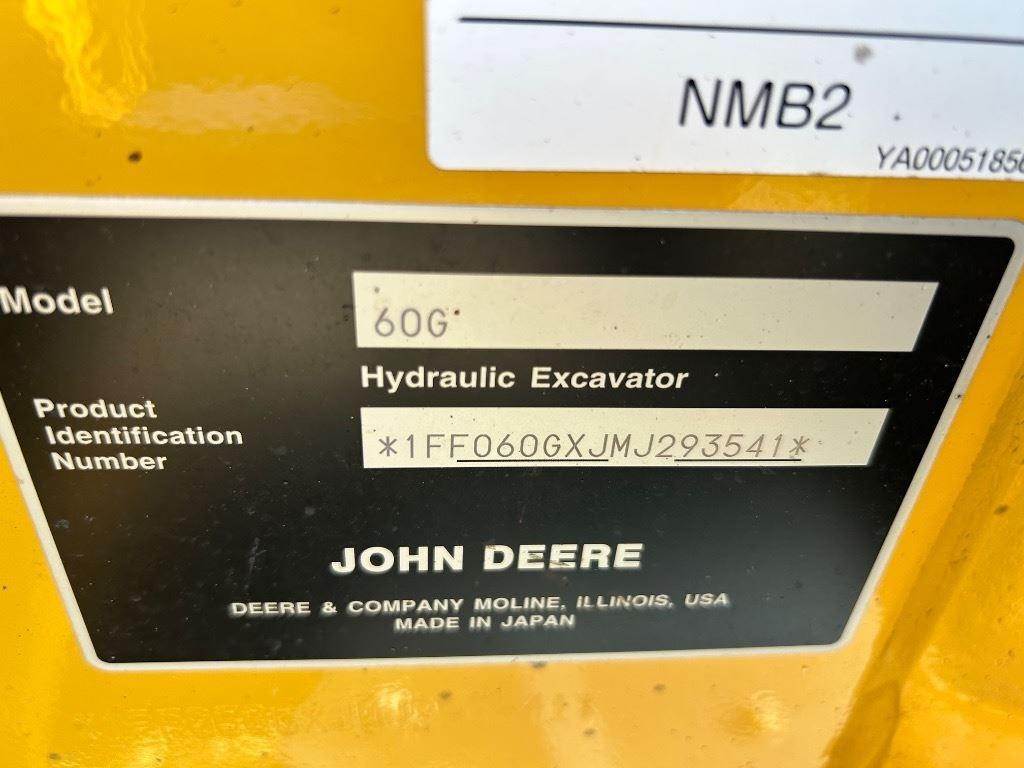 NMB2
YA00051856
Model
60G
Hydraulic Excavator
Product
Identification
Number
*1FF060GXJMJ293541*
JOHN DEERE
DEERE & COMPANY MOLINE, ILLINOIS, USA
MADE IN JAPAN